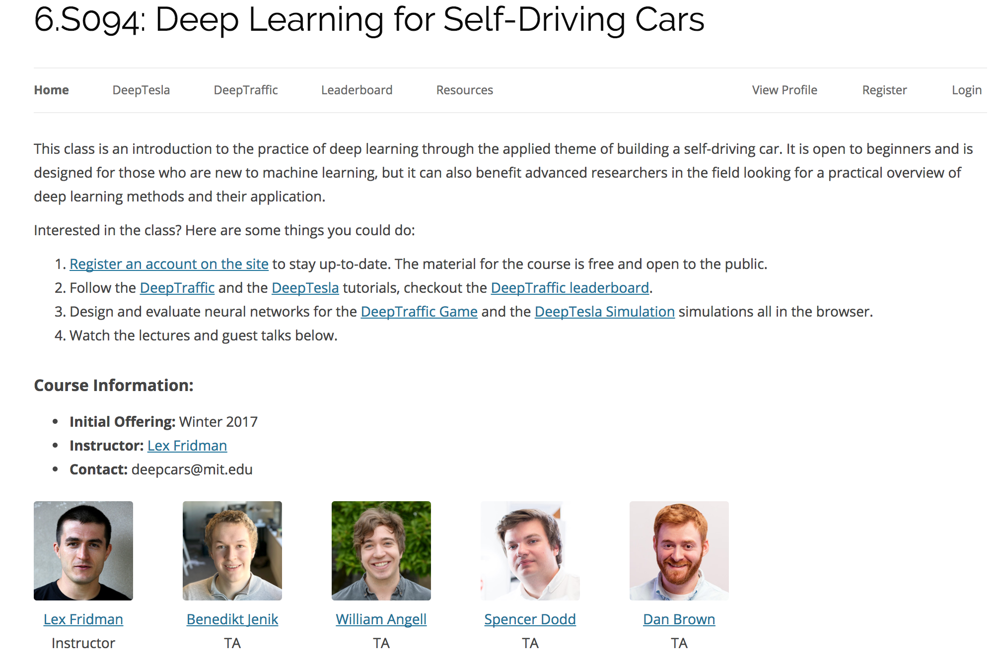 6.S094: Deep Learning for Self-Driving Cars
Home DeepTesla DeepTraffic Leaderboard Resources View Profile Register Login
This class is an introduction to the practice of deep learning through the applied theme of building a self-driving car. It is open to beginners and is
designed for those who are new to machine learning, but it can also benefit advanced researchers in the field looking for a practical overview of
deep learning methods and their application.
Interested in the class? Here are some things you could do:
1. Register an account on the site to stay up-to-date. The material for the course is free and open to the public.
2. Follow the DeepTraffic and the DeepTesla tutorials, checkout the DeepTraffic leaderboard.
3. Design and evaluate neural networks for the DeepTraffic Game and the DeepTesla Simulation simulations all in the browser.
4. Watch the lectures and guest talks below.
Course Information:
• Initial Offering: Winter 2017
• Instructor: Lex Fridman
• Contact: deepcars@mit.edu
Lex Fridman Benedikt Jenik William Angell Spencer Dodd Dan Brown
Instructor TA TA TA TA